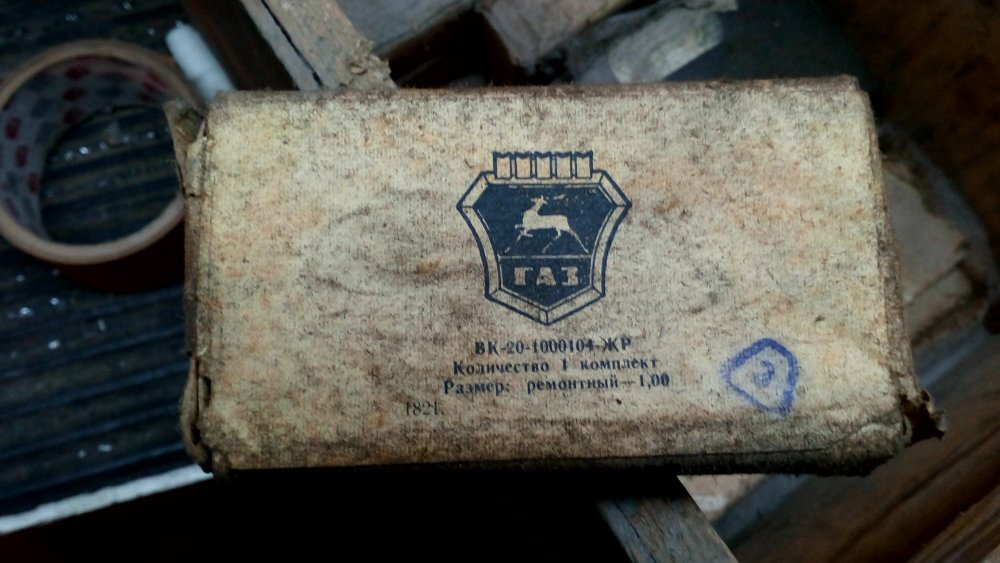 ГАЗ
ВК-20-1000104-ЖР
Количество 1 комплект
Размер: ремонтный—1,00
1821.